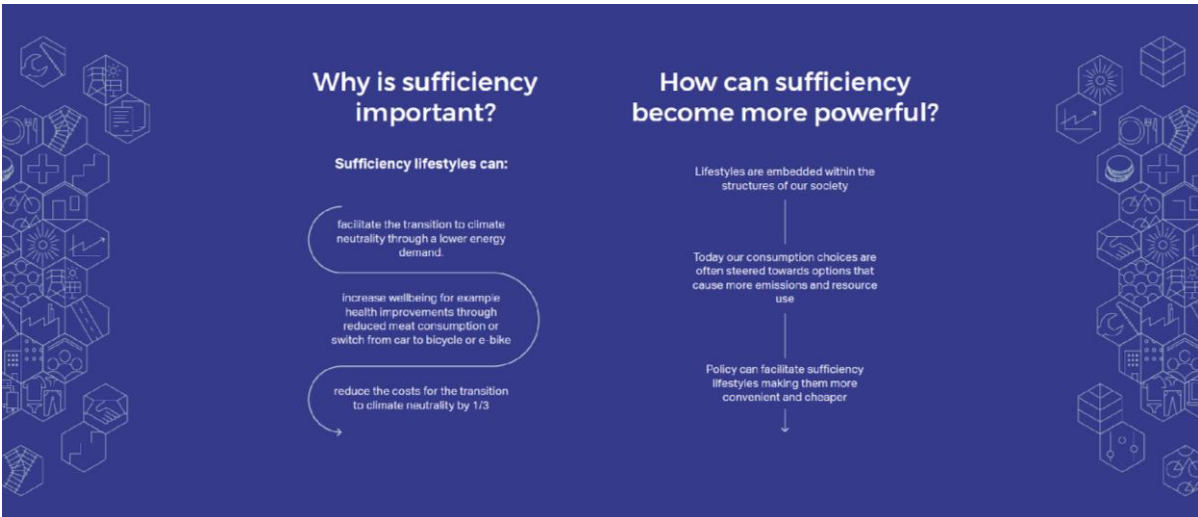 Why is sufficiency
important?
Sufficiency lifestyles can:
facilitate the transition to climate
neutrality through a lower energy
demand.
increase wellbeing for example
health improvements through
reduced meat consumption or
switch from car to bicycle or e-bike
reduce the costs for the transition
to climate neutrality by 1/3
How can sufficiency
become more powerful?
Lifestyles are embedded within the
structures of our society
Today our consumption choices are
often steered towards options that
cause more emissions and resource
use
Policy can facilitate sufficiency
lifestyles making them more
convenient and cheaper